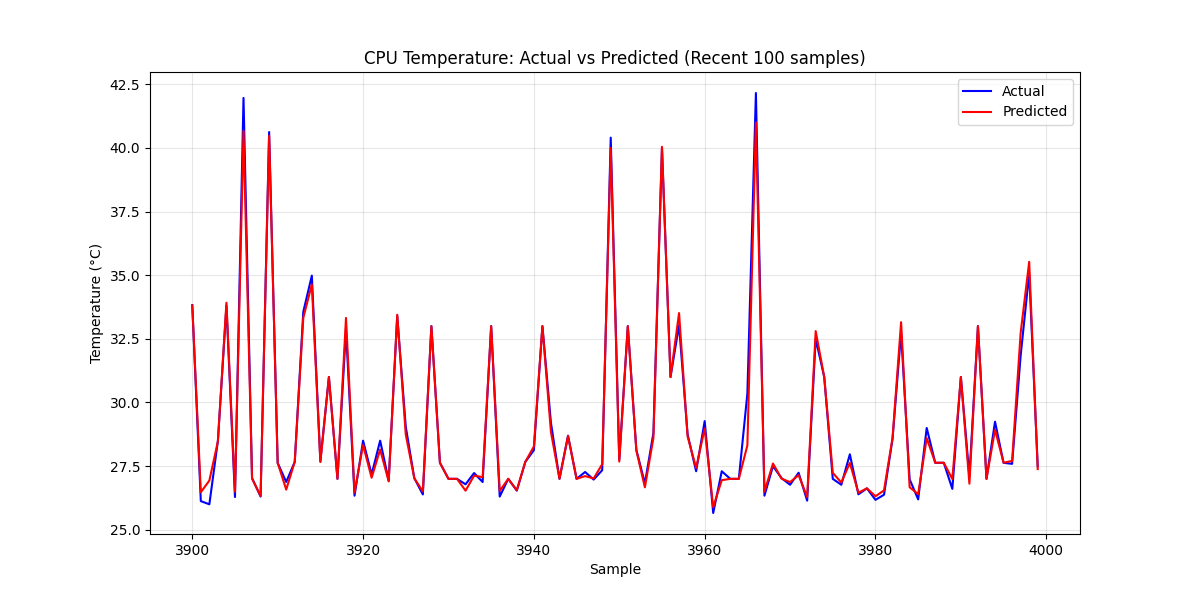 CPU Temperature: Actual vs Predicted (Recent 100 samples)
42.5
40.0
37.5
35.0
32.5
30.0
27.5
25.0
Temperature (°C)
Actual
Predicted
3900 3920 3940 3960 3980 4000
Sample